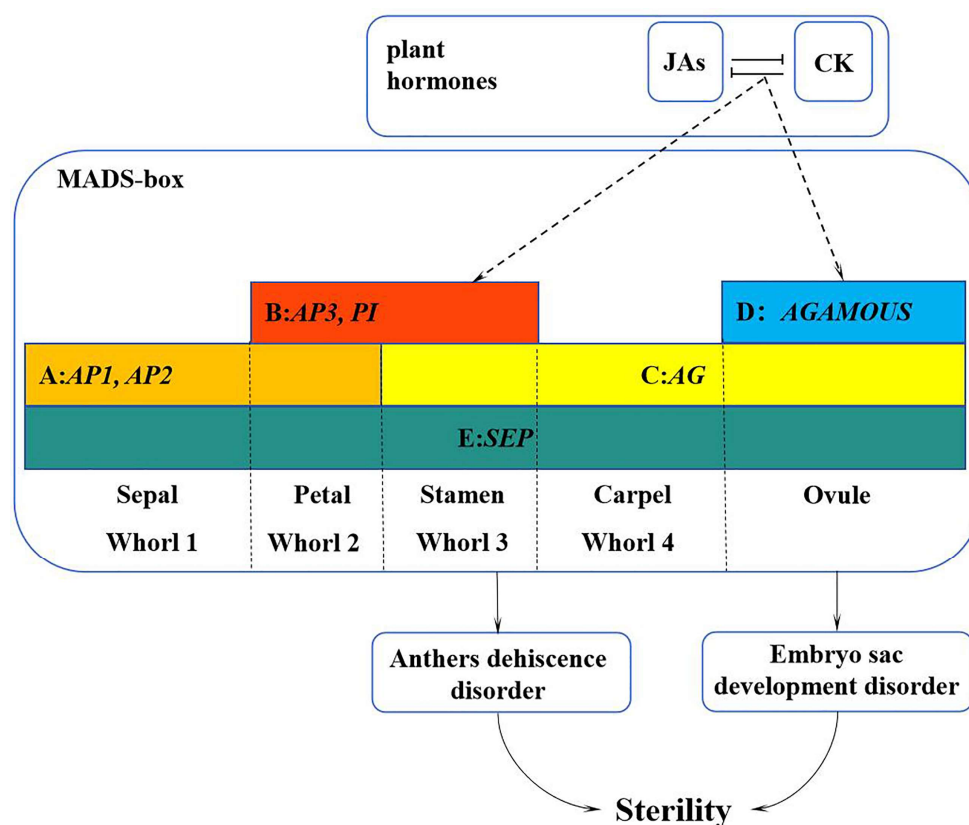 plant
hormones
JAs
CK
MADS-box
B:AP3, PI
D: AGAMOUS
A:AP1, AP2
C:AG
E:SEP
Sepal
Petal
Stamen
Carpel
Ovule
Whorl 1
Whorl 2
Whorl 3
Whorl 4
Anthers dehiscence
disorder
Embryo sac
development disorder
Sterility